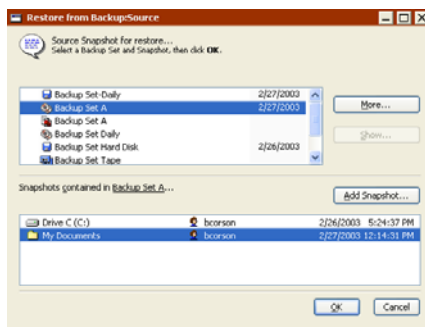 Restore from Backup:Source
Source Snapshot for restore...
Select a Backup Set and Snapshot, then click OK.
Backup Set-Daily 2/27/2003
Backup Set A 2/27/2003
Backup Set A
Backup Set Daily
Backup Set Hard Disk 2/26/2003
Backup Set Tape
More...
Show...
Snapshots contained in Backup Set A...
Add Snapshot...
Drive C (C:) bcorson 2/26/2003 5:24:37 PM
My Documents bcorson 2/27/2003 12:14:31 PM
OK Cancel